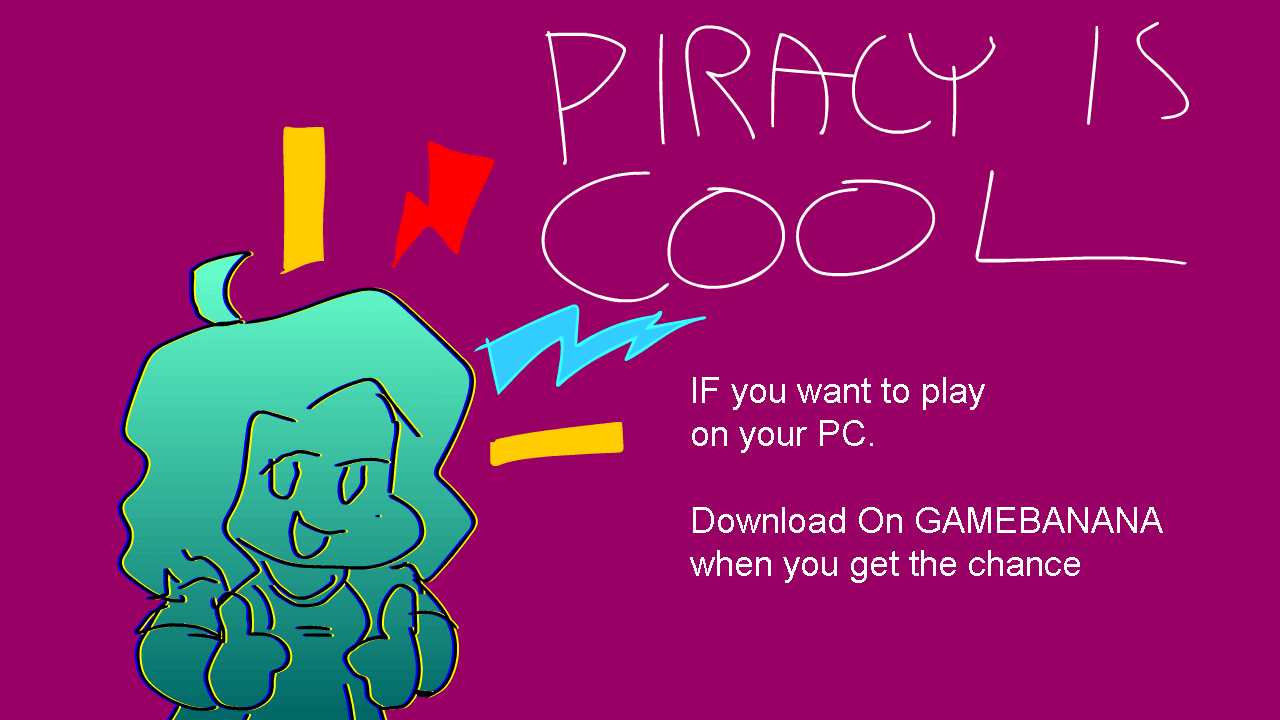 PIRACY IS
COOL
IF you want to play
on your PC.
Download On GAMEBANANA
when you get the chance